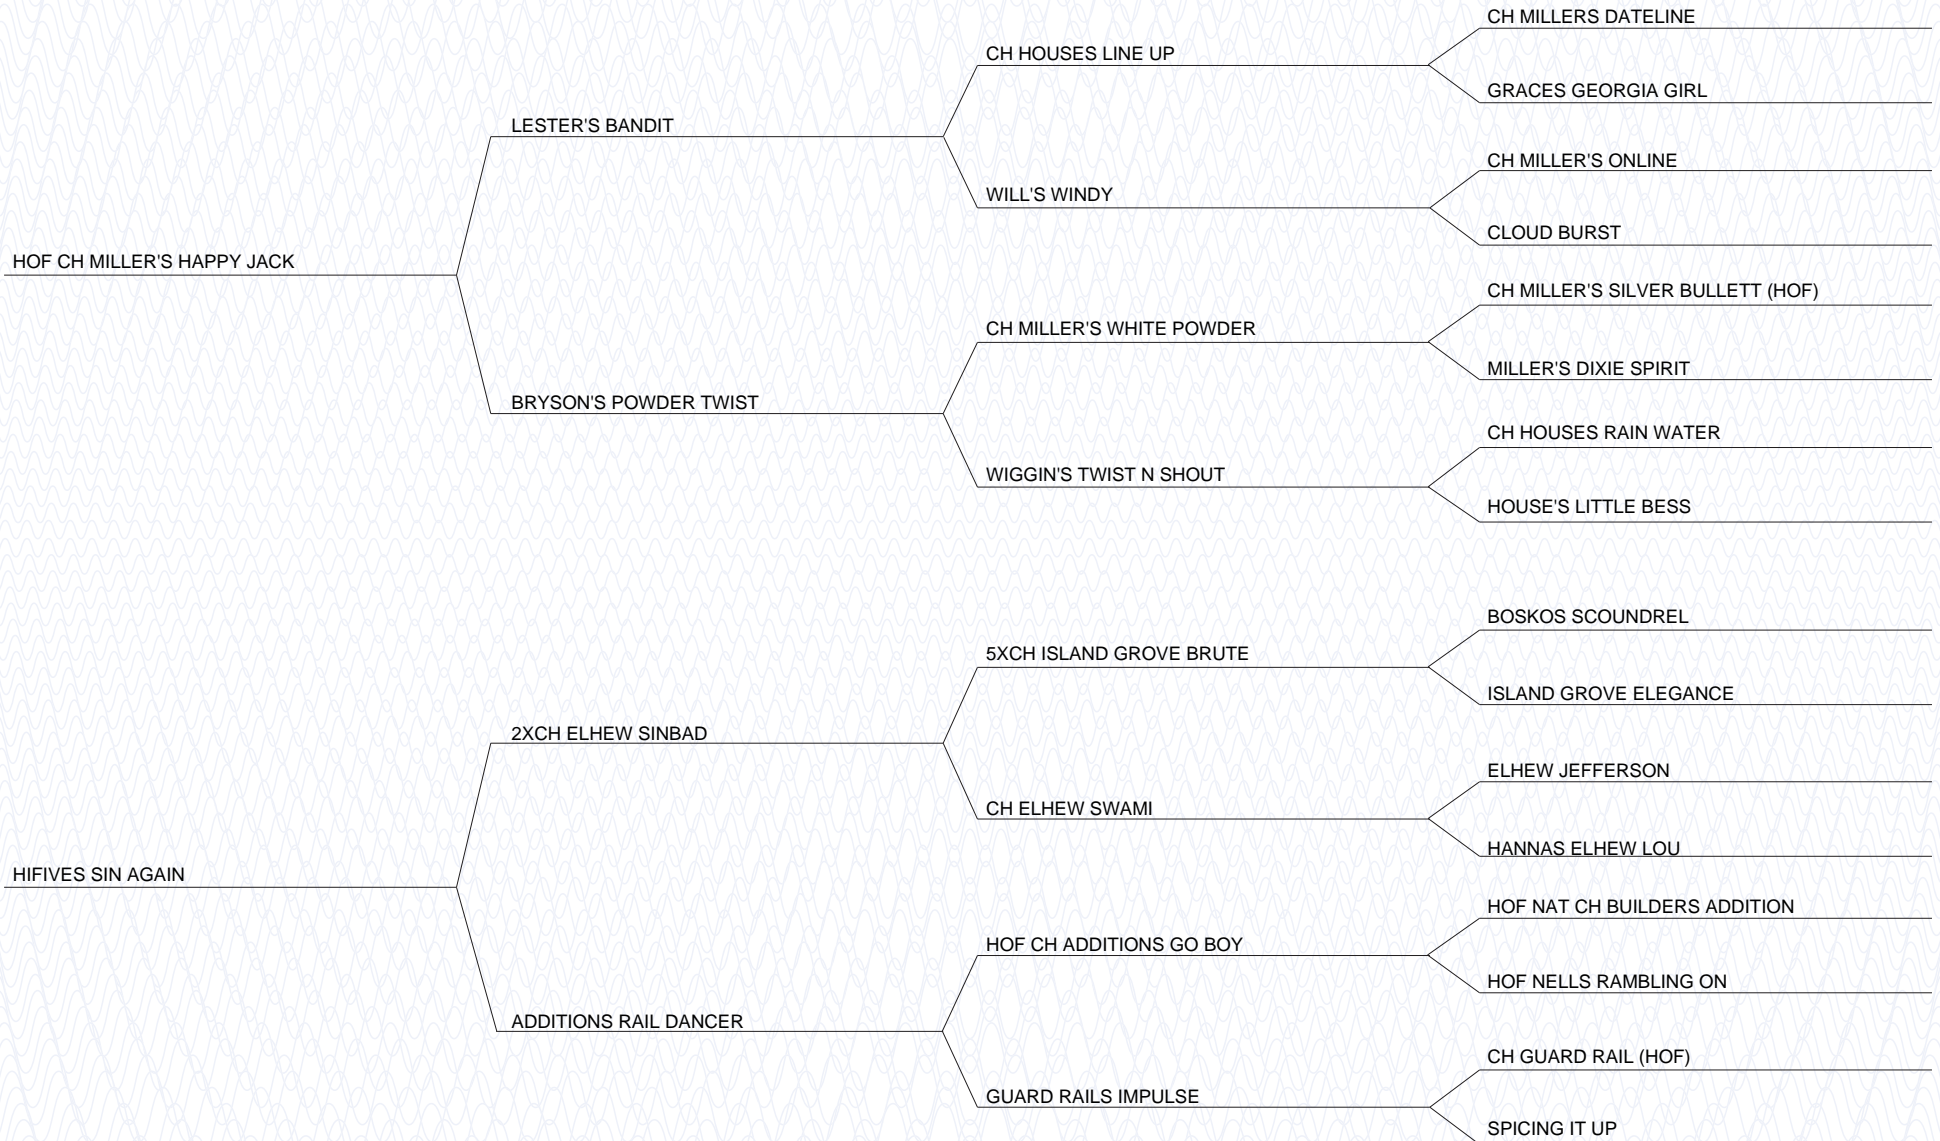 CH MILLERS DATELINE
CH HOUSES LINE UP
GRACES GEORGIA GIRL
LESTER'S BANDIT
CH MILLER'S ONLINE
WILL'S WINDY
CLOUD BURST
HOF CH MILLER'S HAPPY JACK
CH MILLER'S SILVER BULLETT (HOF)
CH MILLER'S WHITE POWDER
MILLER'S DIXIE SPIRIT
BRYSON'S POWDER TWIST
CH HOUSES RAIN WATER
WIGGIN'S TWIST N SHOUT
HOUSE'S LITTLE BESS
BOSKOS SCOUNDREL
5XCH ISLAND GROVE BRUTE
ISLAND GROVE ELEGANCE
2XCH ELHEW SINBAD
ELHEW JEFFERSON
CH ELHEW SWAMI
HANNAS ELHEW LOU
HIFIVES SIN AGAIN
HOF NAT CH BUILDERS ADDITION
HOF CH ADDITIONS GO BOY
HOF NELLS RAMBLING ON
ADDITIONS RAIL DANCER
CH GUARD RAIL (HOF)
GUARD RAILS IMPULSE
SPICING IT UP